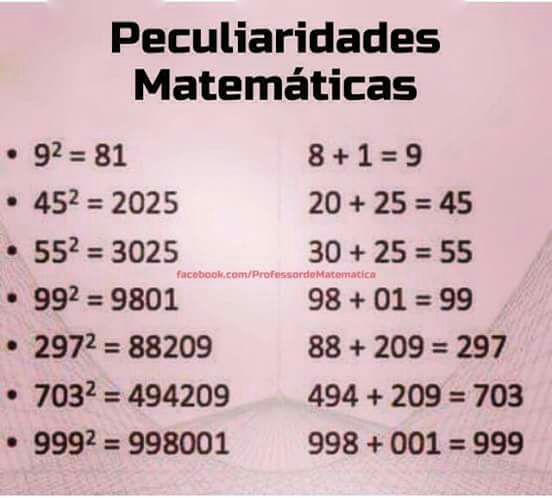 Peculiaridades
Matemáticas
• 9² = 81 8 + 1 = 9
• 45² = 2025 20 + 25 = 45
• 55² = 3025 30 + 25 = 55
facebook.com/ProfessordeMatematica
• 99² = 9801 98 + 01 = 99
• 297² = 88209 88 + 209 = 297
• 703² = 494209 494 + 209 = 703
• 999² = 998001 998 + 001 = 999